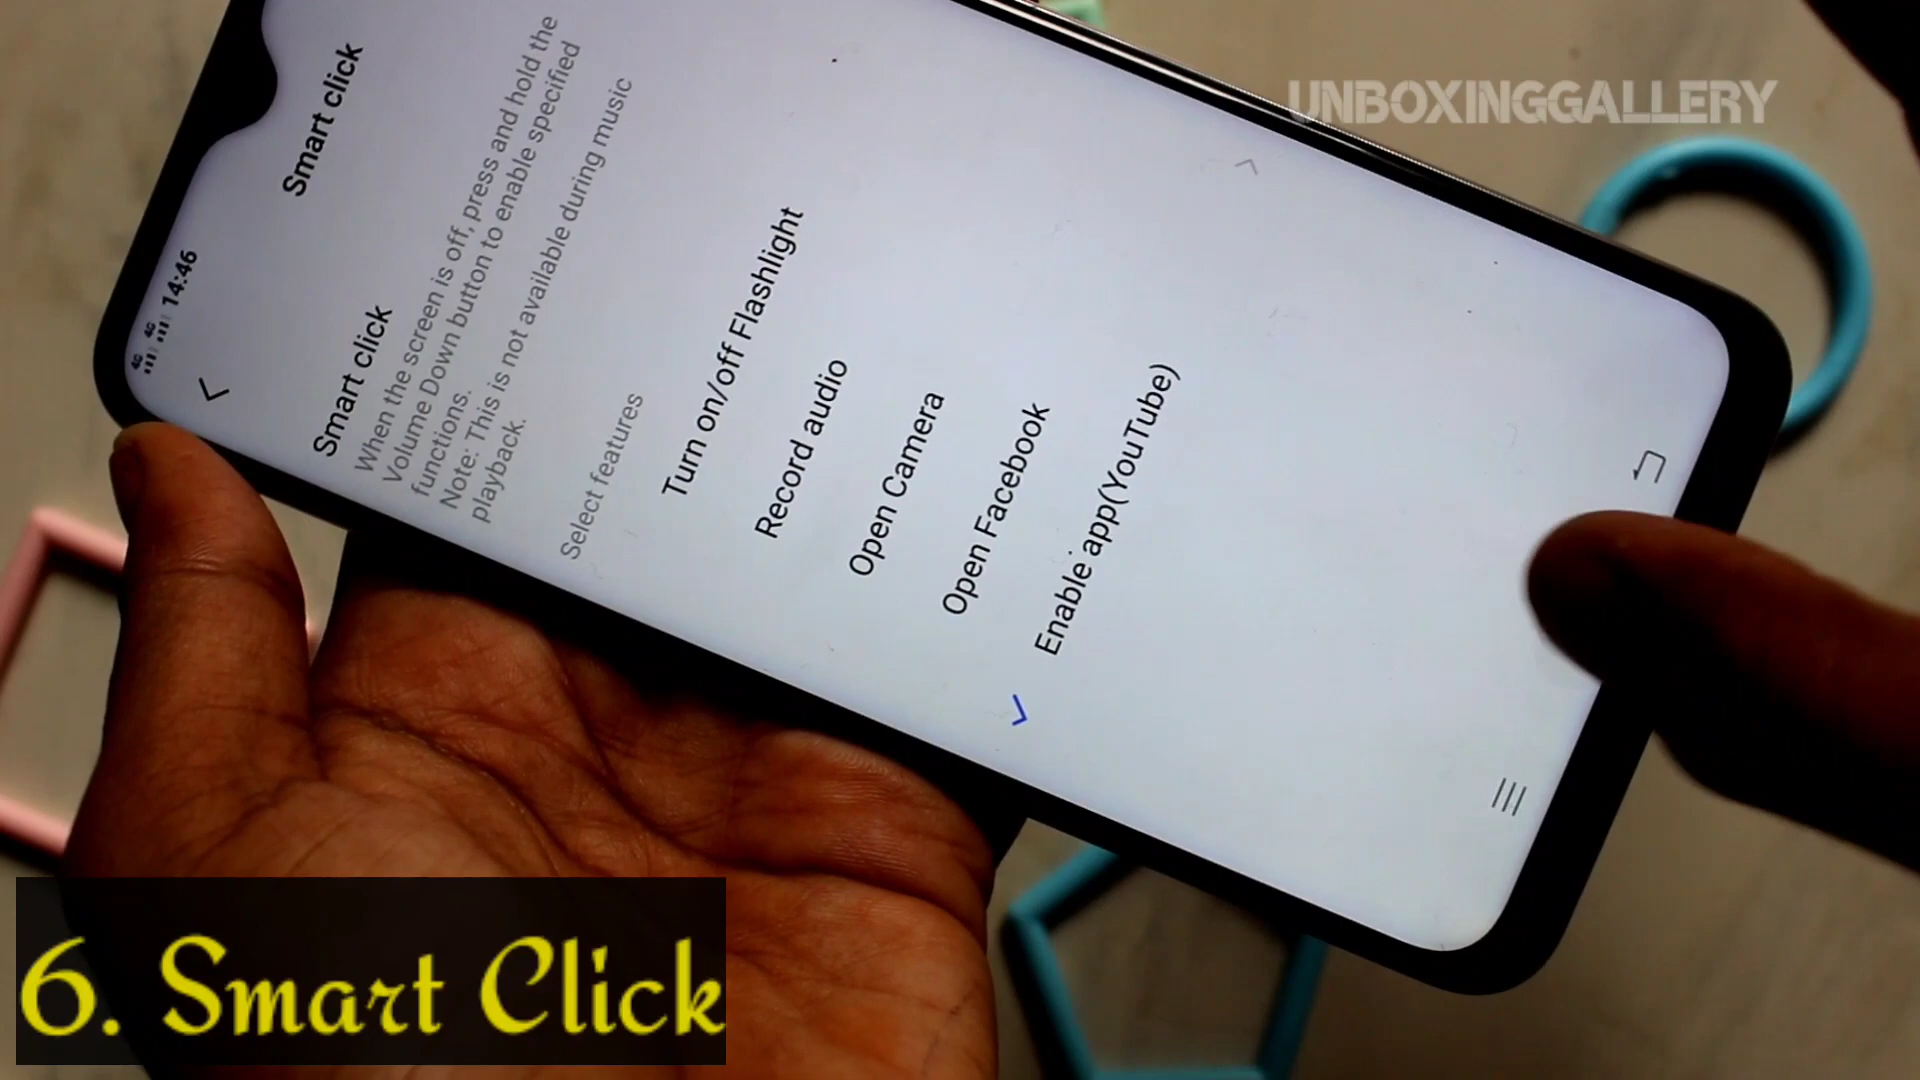 UNBOXINGGALLERY
14:46
Smart click
Smart click
When the screen is off, press and hold the
Volume Down button to enable specified
functions.
Note: This is not available during music
playback.
Select features
Turn on/off Flashlight
Record audio
Open Camera
Open Facebook
Enable app(YouTube)
6. Smart Click